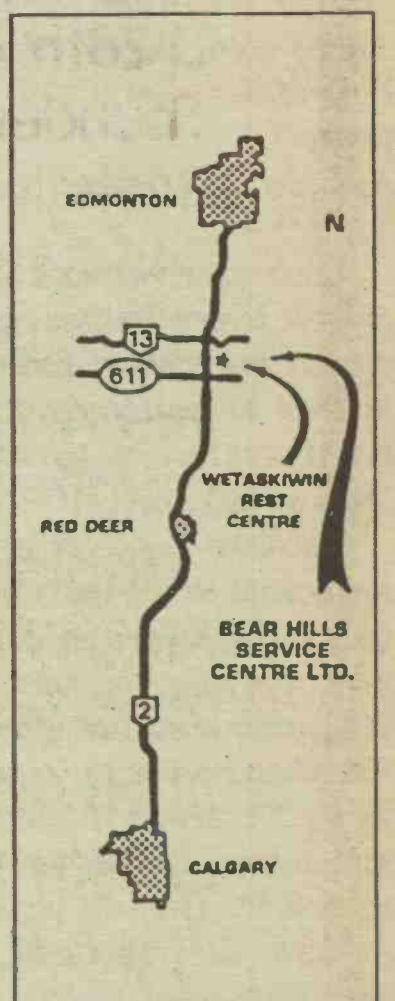 EDMONTON
N
13
611
WETASKIWIN
REST
CENTRE
RED DEER
BEAR HILLS
SERVICE
CENTRE LTD.
2
CALGARY